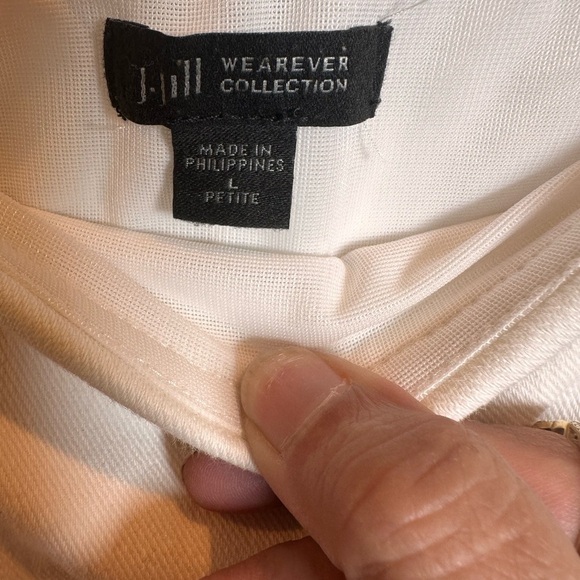 J.Jill
WEAREVER
COLLECTION
MADE IN
PHILIPPINES
L
PETITE